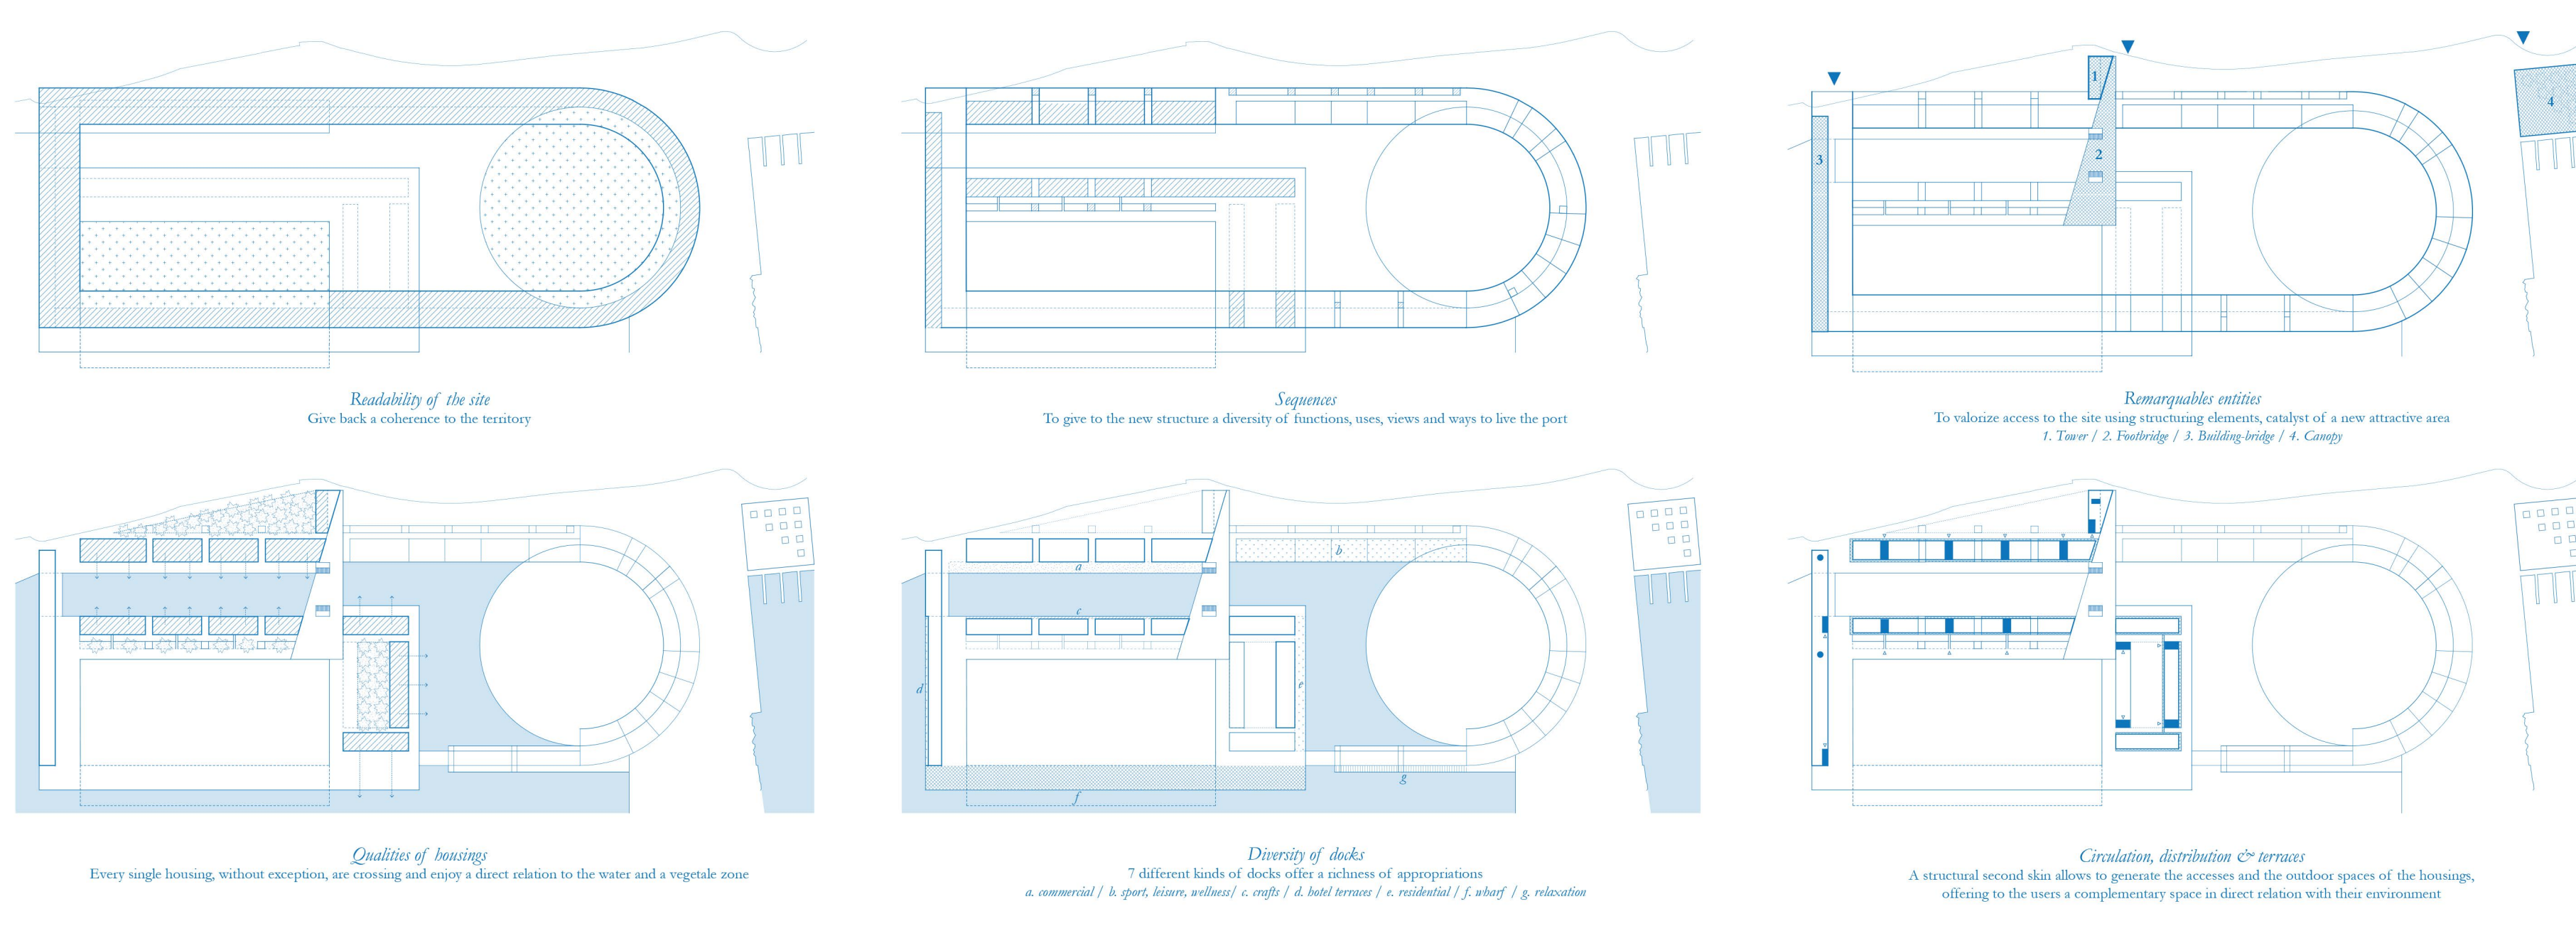 1
2
3
4
Readability of the site
Give back a coherence to the territory
Sequences
To give to the new structure a diversity of functions, uses, views and ways to live the port
Remarquables entities
To valorize access to the site using structuring elements, catalyst of a new attractive area
1. Tower / 2. Footbridge / 3. Building-bridge / 4. Canopy
a
b
c
d
e
f
g
Qualities of housings
Every single housing, without exception, are crossing and enjoy a direct relation to the water and a vegetale zone
Diversity of docks
7 different kinds of docks offer a richness of appropriations
a. commercial / b. sport, leisure, wellness/ c. crafts / d. hotel terraces / e. residential / f. wharf / g. relaxation
Circulation, distribution & terraces
A structural second skin allows to generate the accesses and the outdoor spaces of the housings,
offering to the users a complementary space in direct relation with their environment